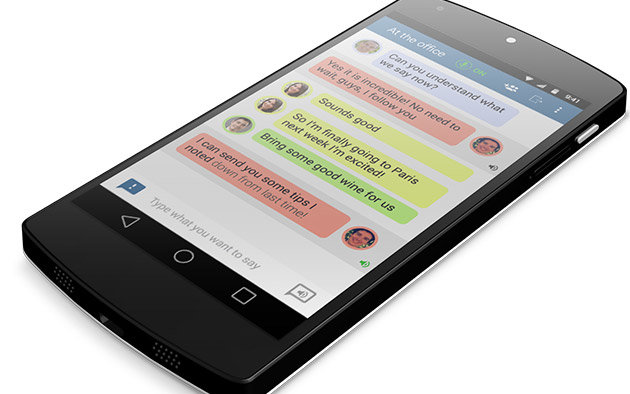 9:41
At the office
ON
Can you understand what
we say now?
Yes it is incredible! No need to
wait, guys, I follow you
Sounds good
So I'm finally going to Paris
next week I'm excited!
Bring some good wine for us
I can send you some tips I
noted down from last time!
Type what you want to say